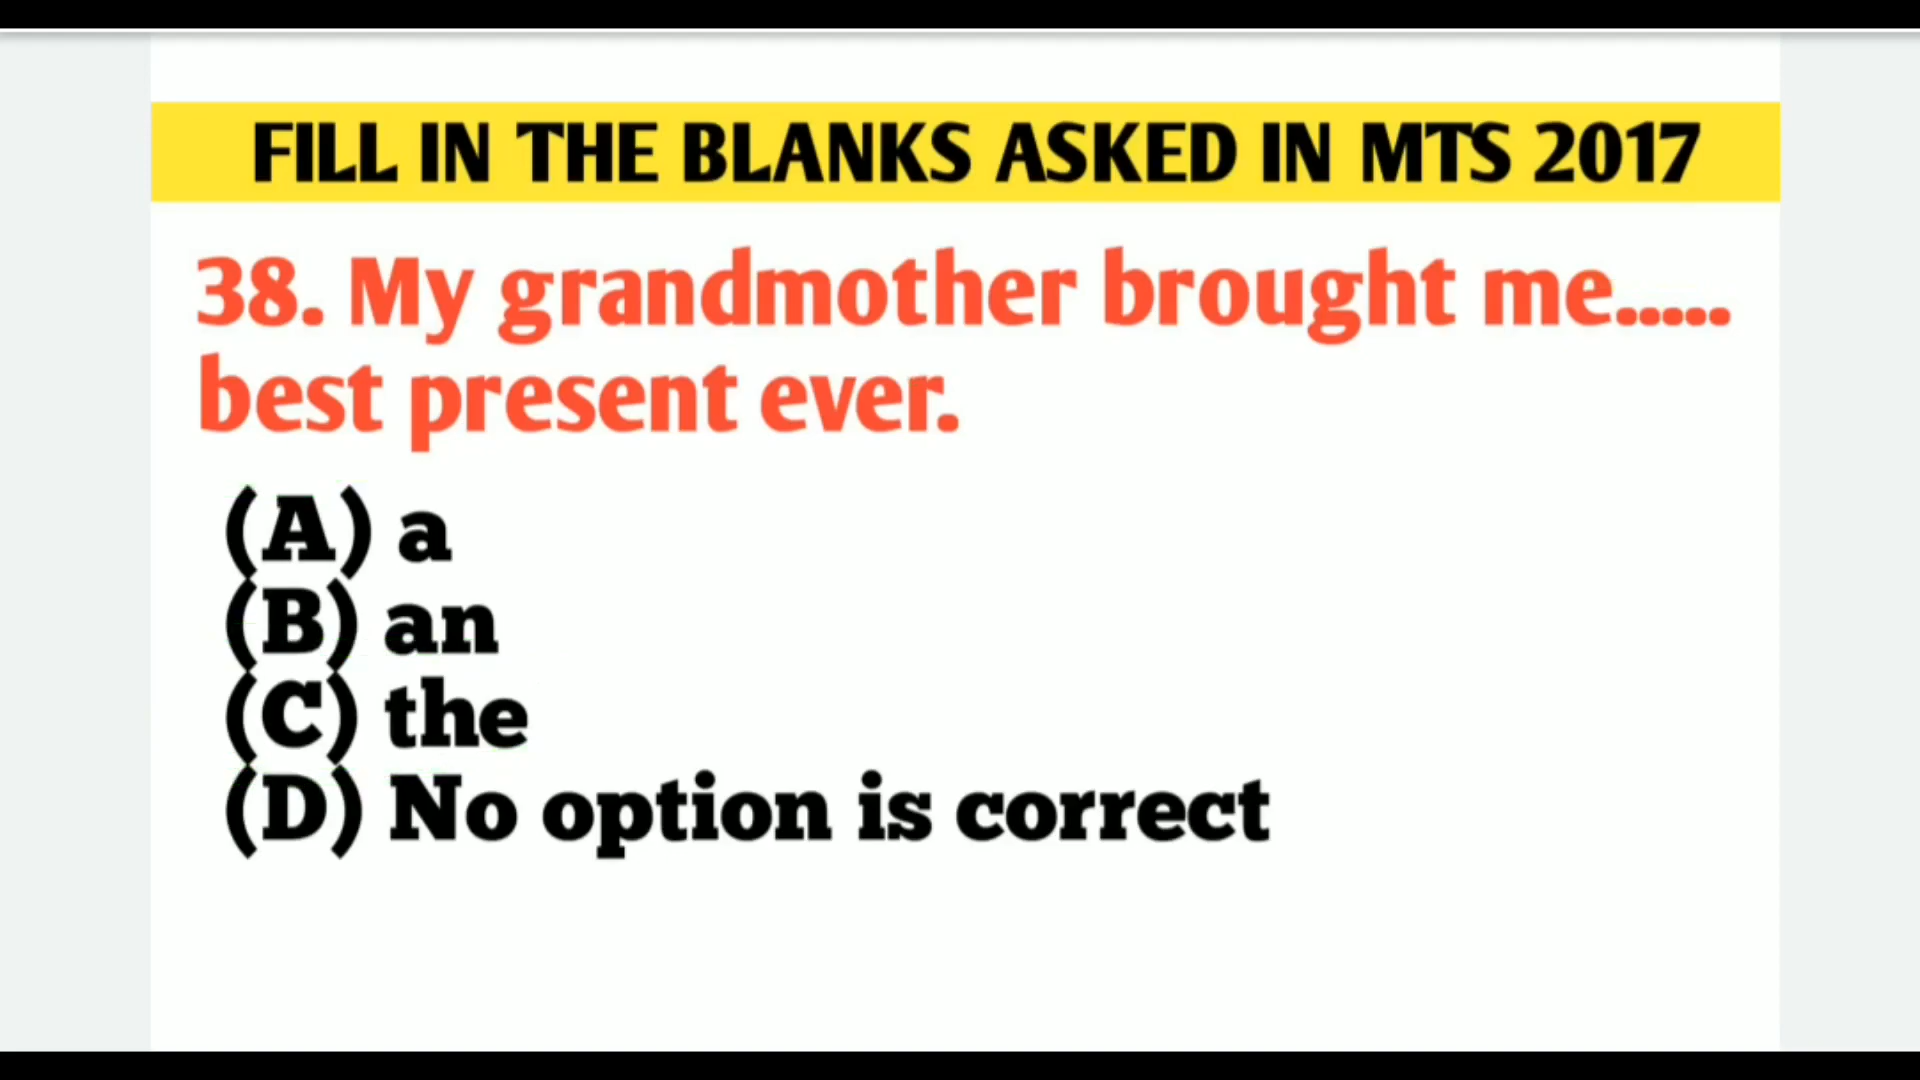 FILL IN THE BLANKS ASKED IN MTS 2017
38. My grandmother brought me.....
best present ever.
(A) a
(B) an
(C) the
(D) No option is correct